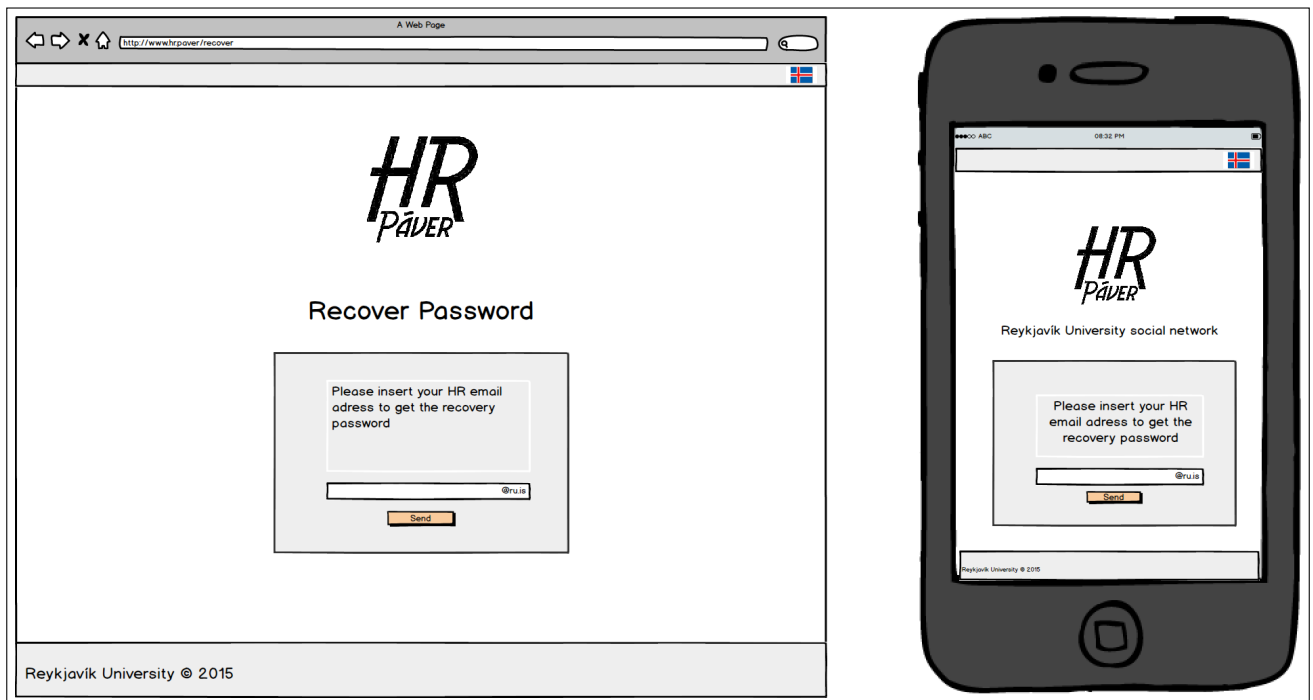 A Web Page
http://www.hrpaver/recover
HR
PÁVER
Recover Password
Please insert your HR email
adress to get the recovery
password
@ru.is
Send
Reykjavík University © 2015
●●●○○ ABC
08:32 PM
HR
PÁVER
Reykjavík University social network
Please insert your HR
email adress to get the
recovery password
@ru.is
Send
Reykjavík University © 2015